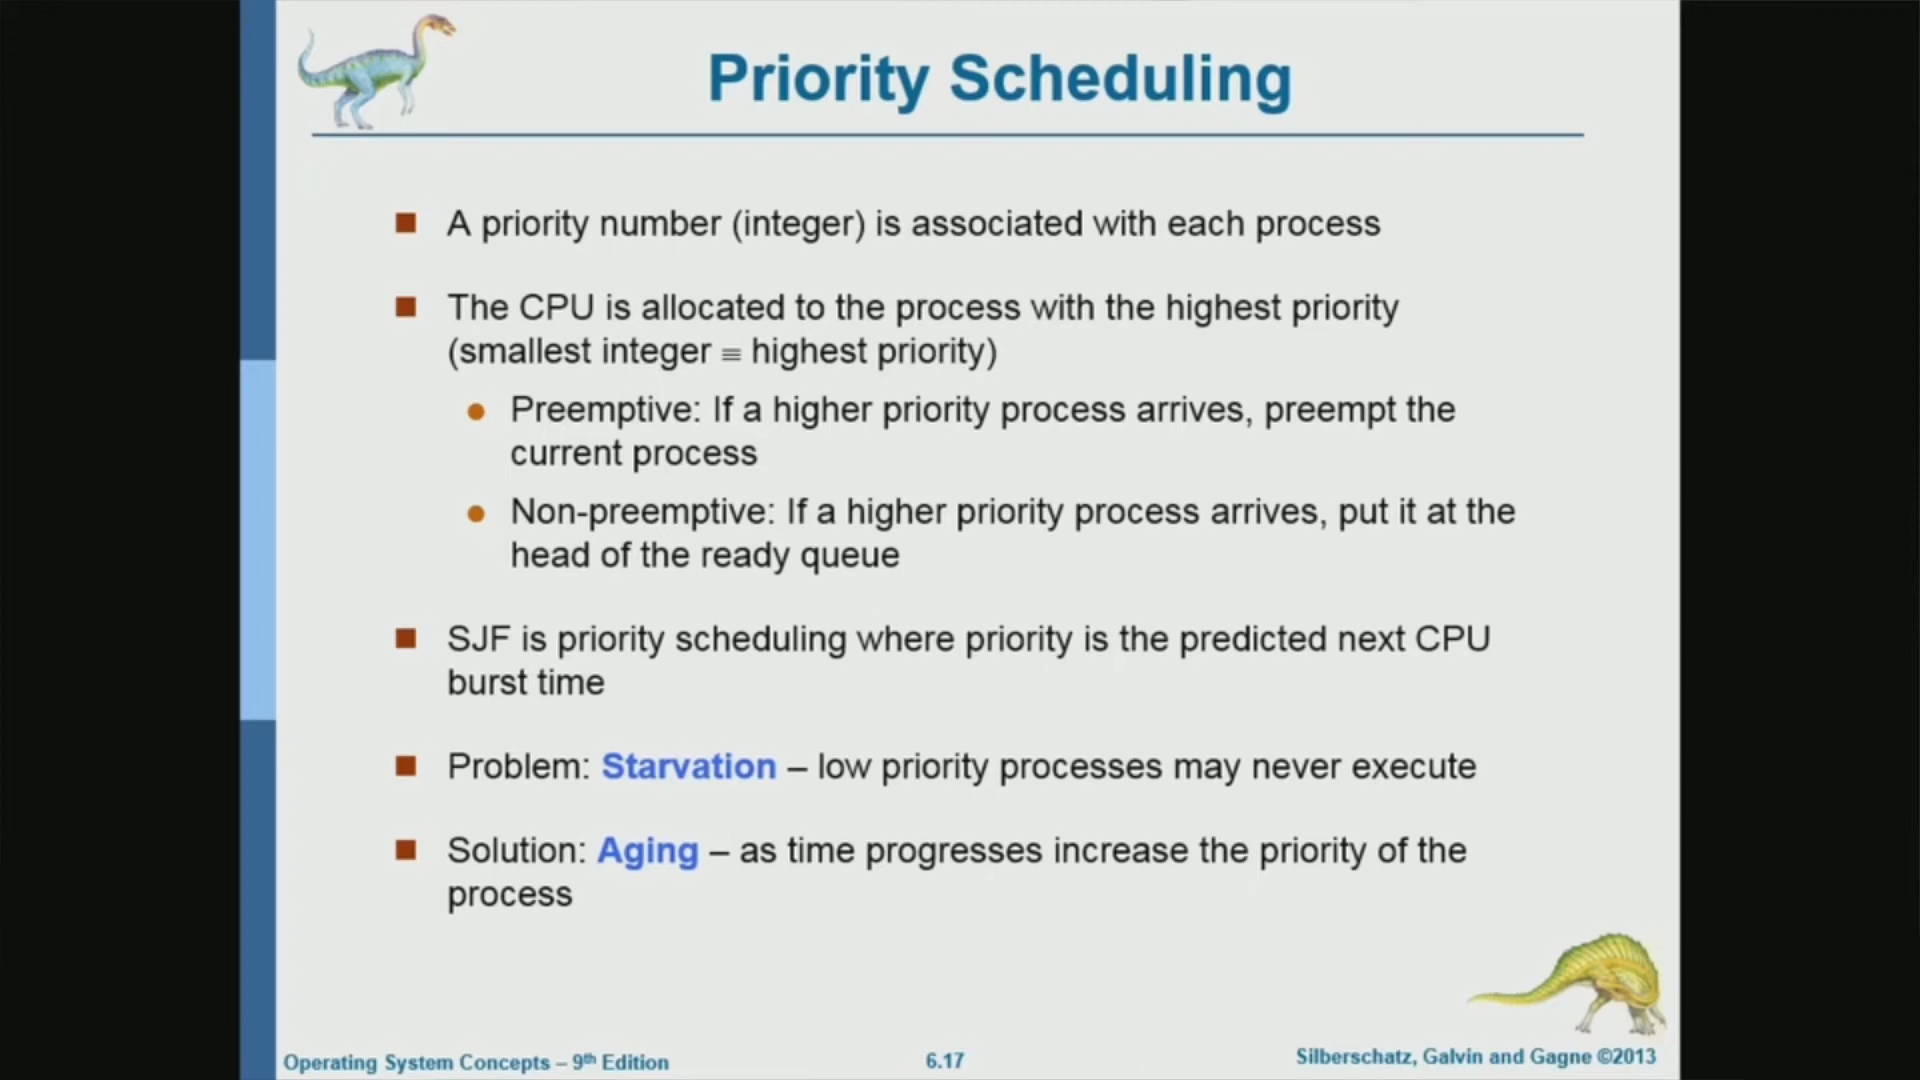 Priority Scheduling
■ A priority number (integer) is associated with each process
■ The CPU is allocated to the process with the highest priority
(smallest integer ≡ highest priority)
● Preemptive: If a higher priority process arrives, preempt the
current process
● Non-preemptive: If a higher priority process arrives, put it at the
head of the ready queue
■ SJF is priority scheduling where priority is the predicted next CPU
burst time
■ Problem: Starvation – low priority processes may never execute
■ Solution: Aging – as time progresses increase the priority of the
process
Operating System Concepts – 9th Edition
6.17
Silberschatz, Galvin and Gagne ©2013